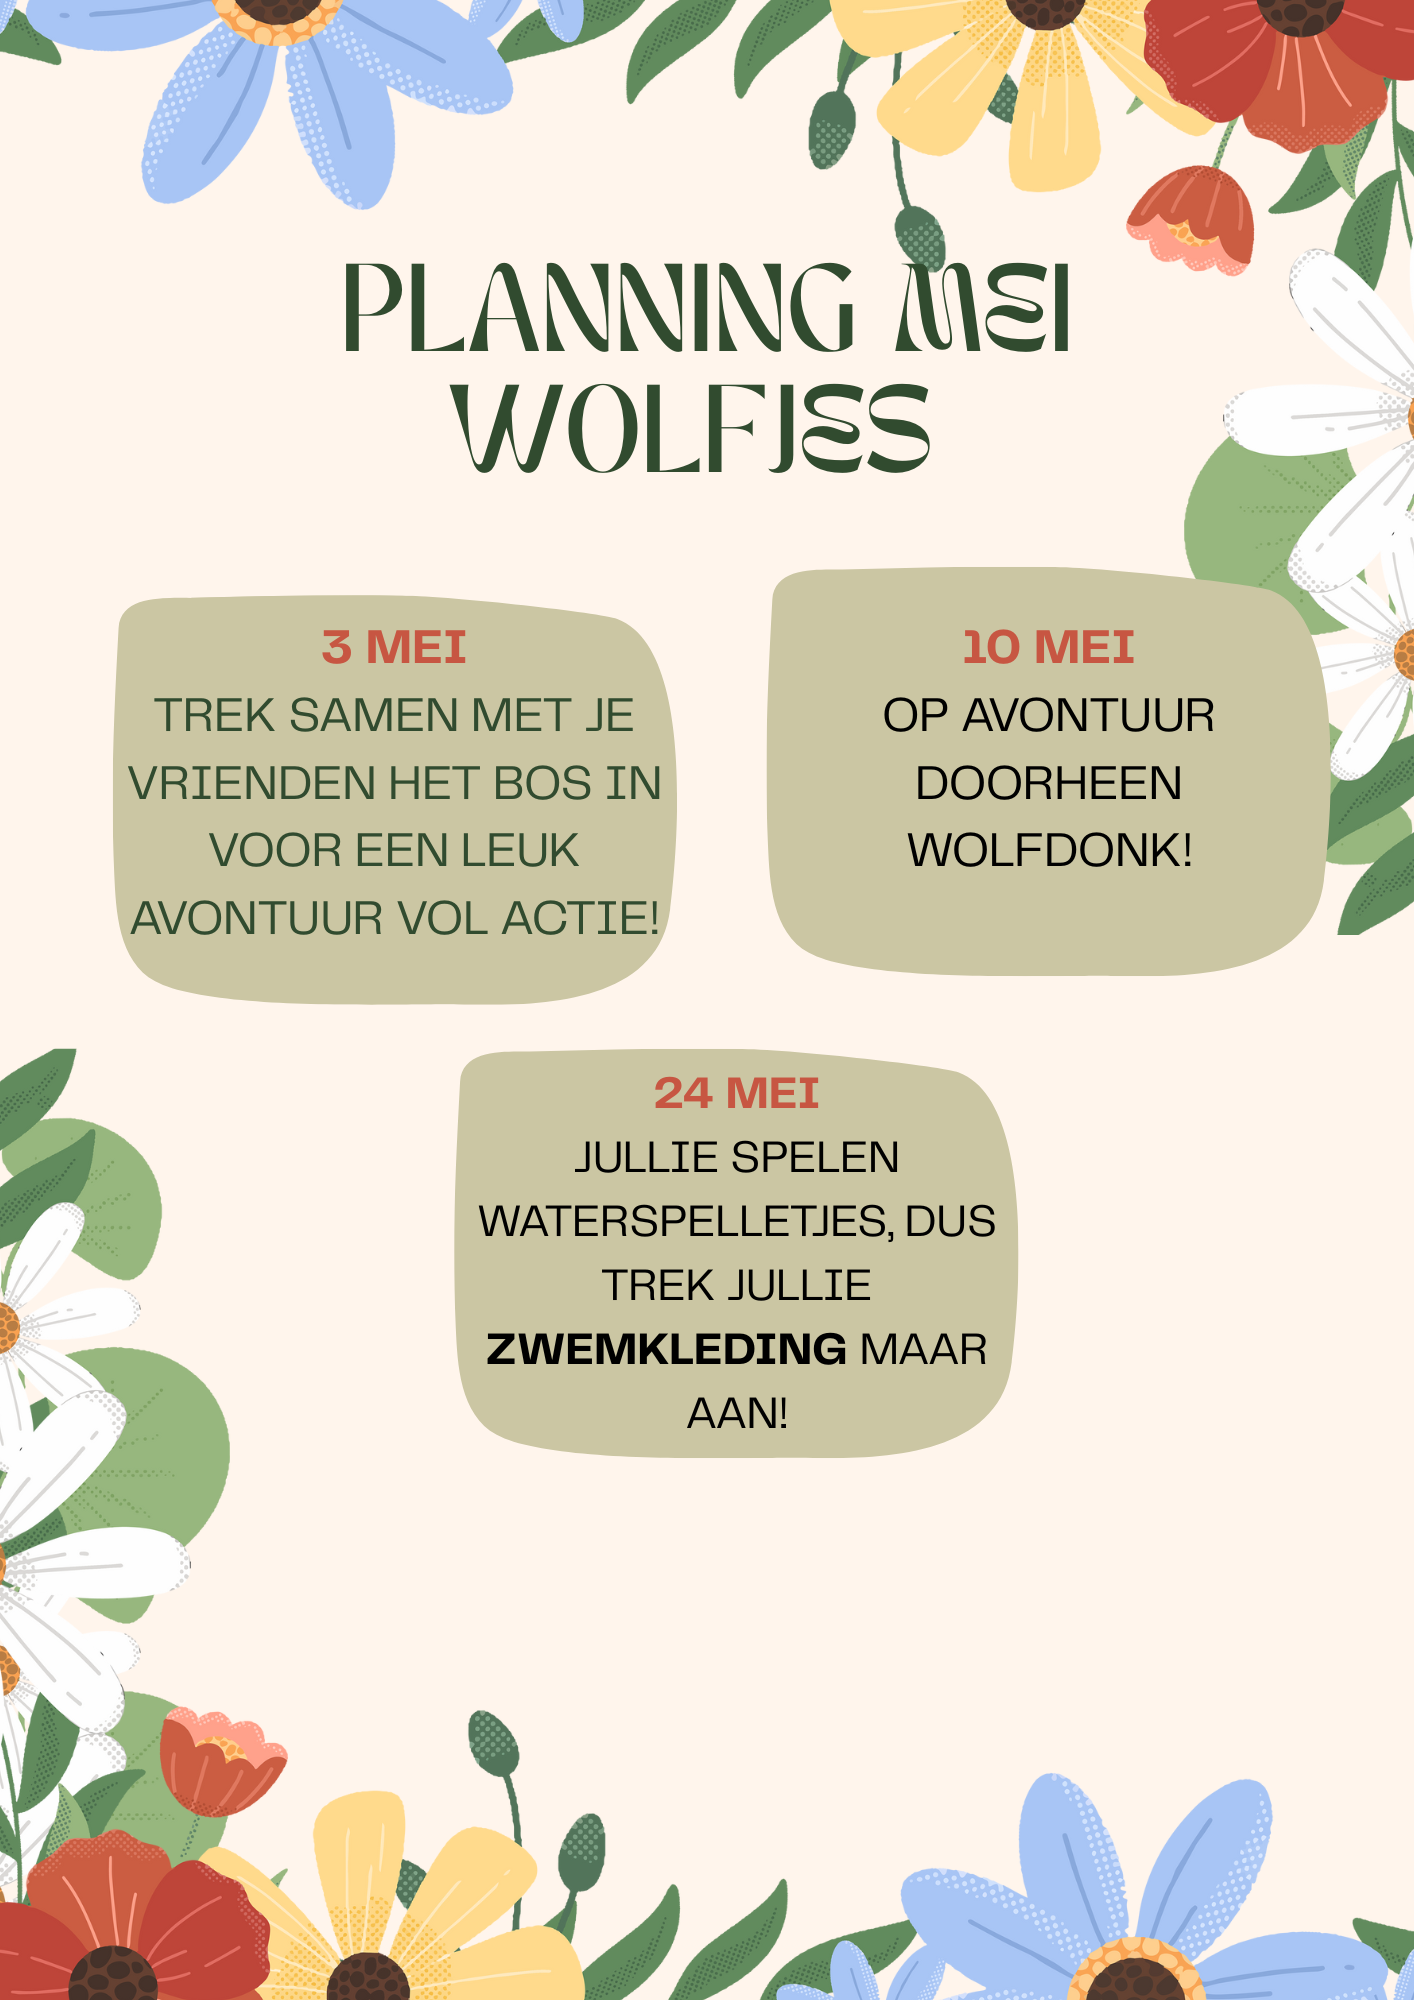 PLANNING MEI
WOLFJES
3 MEI
TREK SAMEN MET JE
VRIENDEN HET BOS IN
VOOR EEN LEUK
AVONTUUR VOL ACTIE!
10 MEI
OP AVONTUUR
DOORHEEN
WOLFDONK!
24 MEI
JULLIE SPELEN
WATERSPELLETJES, DUS
TREK JULLIE
ZWEMKLEDING MAAR
AAN!